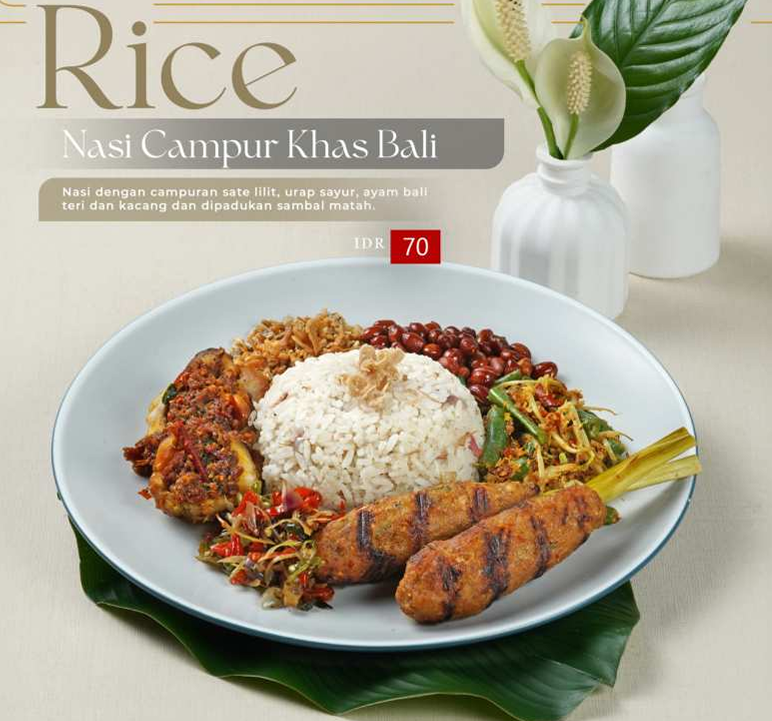 Rice
Nasi Campur Khas Bali
Nasi dengan campuran sate lilit, urap sayur, ayam bali
teri dan kacang dan dipadukan sambal matah.
IDR 70